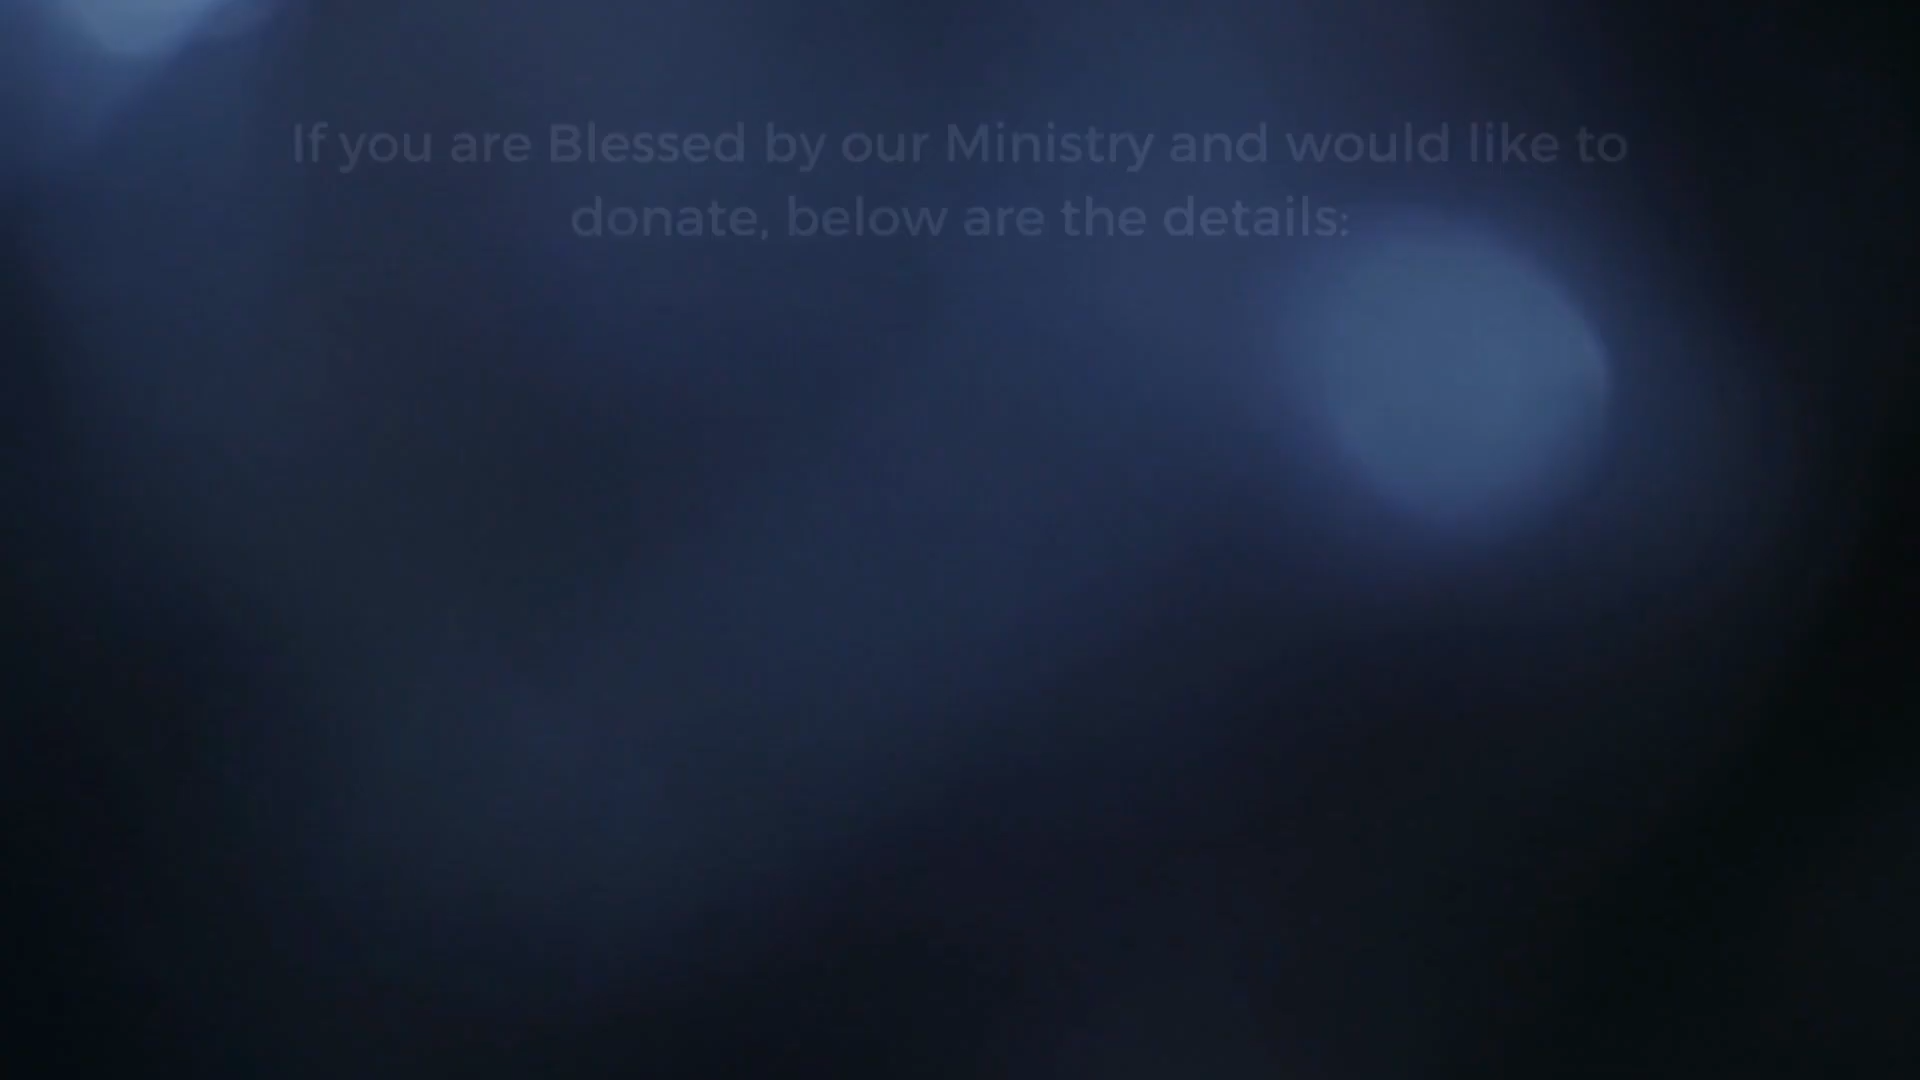 If you are Blessed by our Ministry and would like to
donate, below are the details: